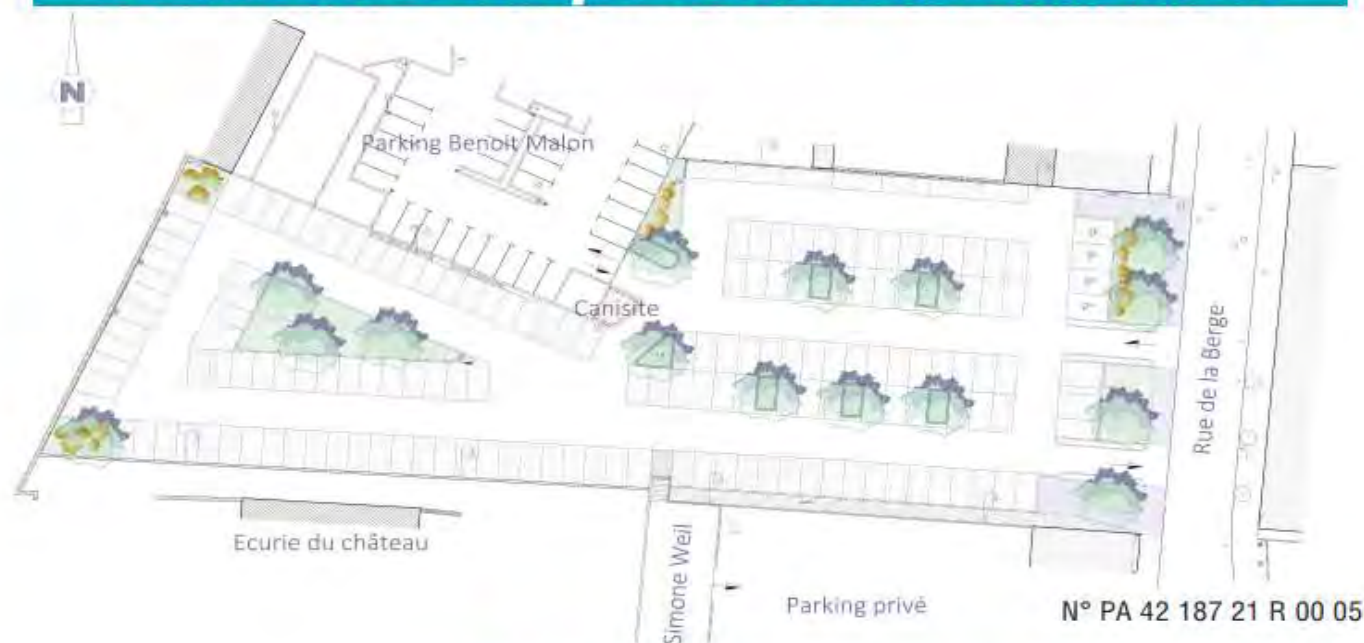 N
Parking Benoit Malon
Canisite
Rue de la Berge
Ecurie du château
Simone Weil
Parking privé
N° PA 42 187 21 R 00 05